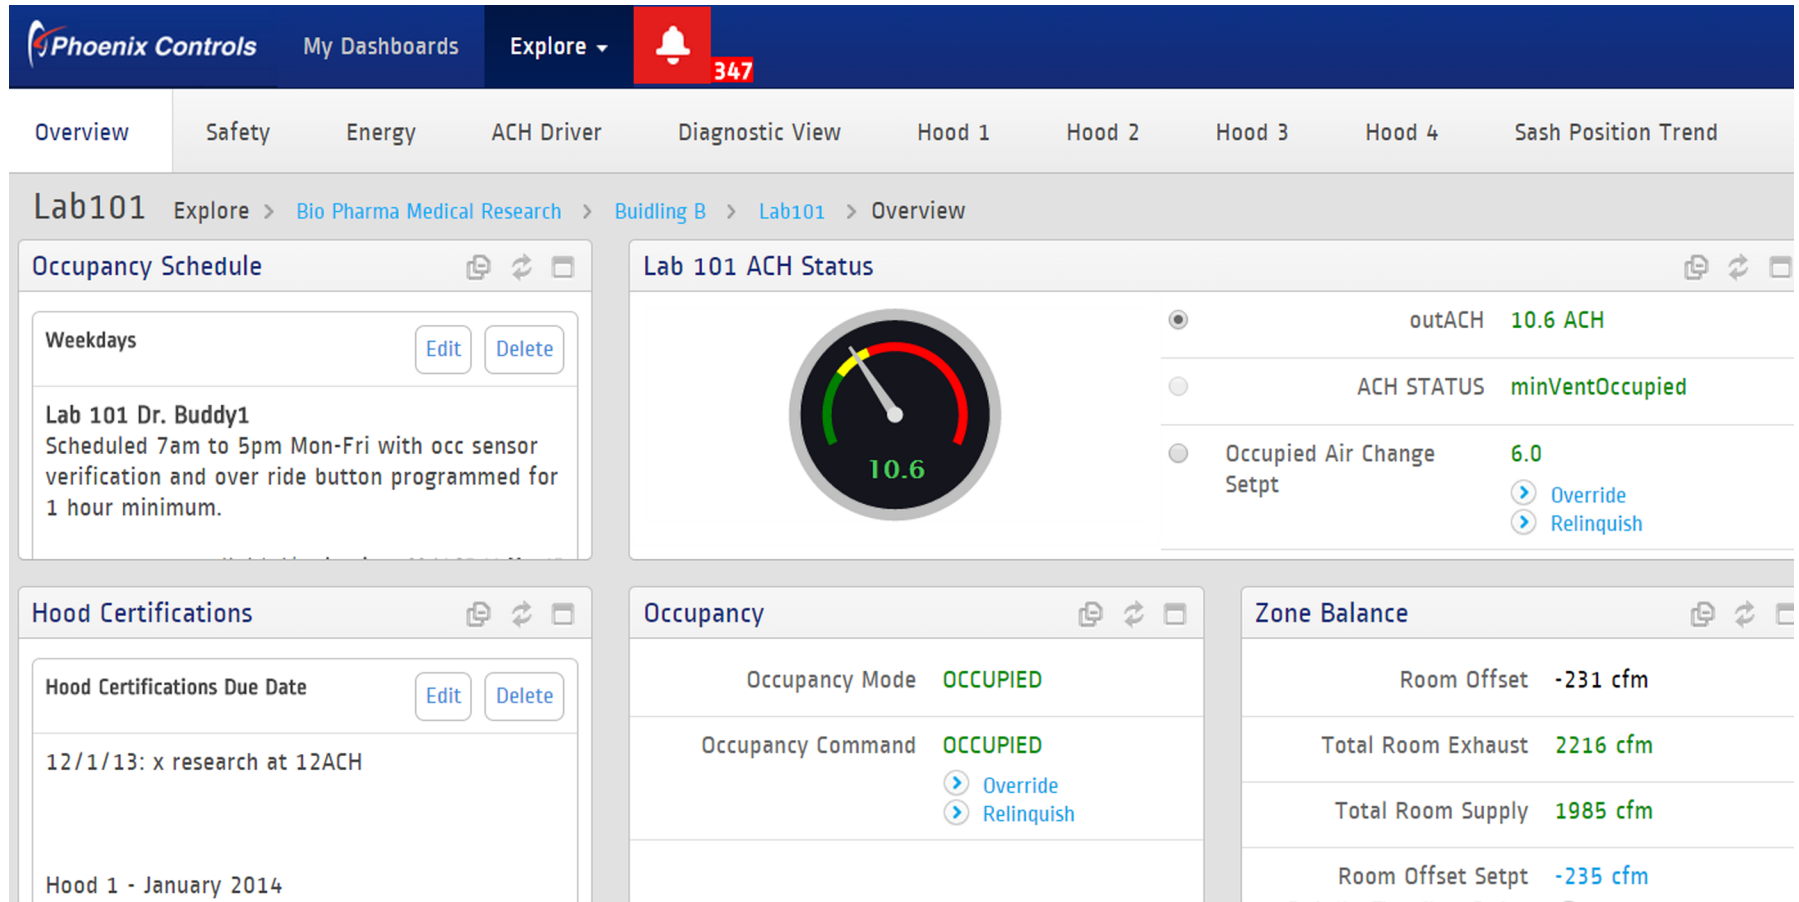 Phoenix Controls
My Dashboards
Explore
347
Overview
Safety
Energy
ACH Driver
Diagnostic View
Hood 1
Hood 2
Hood 3
Hood 4
Sash Position Trend
Lab101 Explore > Bio Pharma Medical Research > Buidling B > Lab101 > Overview
Occupancy Schedule
Weekdays
Edit
Delete
Lab 101 Dr. Buddy1
Scheduled 7am to 5pm Mon-Fri with occ sensor
verification and over ride button programmed for
1 hour minimum.
Lab 101 ACH Status
10.6
outACH 10.6 ACH
ACH STATUS minVentOccupied
Occupied Air Change
Setpt
6.0
Override
Relinquish
Hood Certifications
Hood Certifications Due Date
Edit
Delete
12/1/13: x research at 12ACH
Hood 1 - January 2014
Occupancy
Occupancy Mode OCCUPIED
Occupancy Command OCCUPIED
Override
Relinquish
Zone Balance
Room Offset -231 cfm
Total Room Exhaust 2216 cfm
Total Room Supply 1985 cfm
Room Offset Setpt -235 cfm